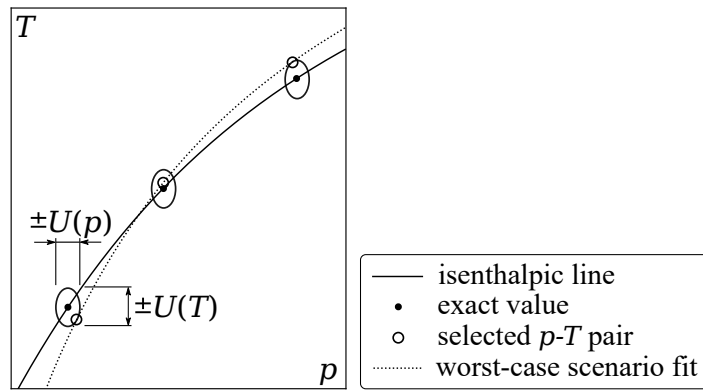 T
±U(p)
±U(T)
p
isenthalpic line
exact value
selected p-T pair
worst-case scenario fit